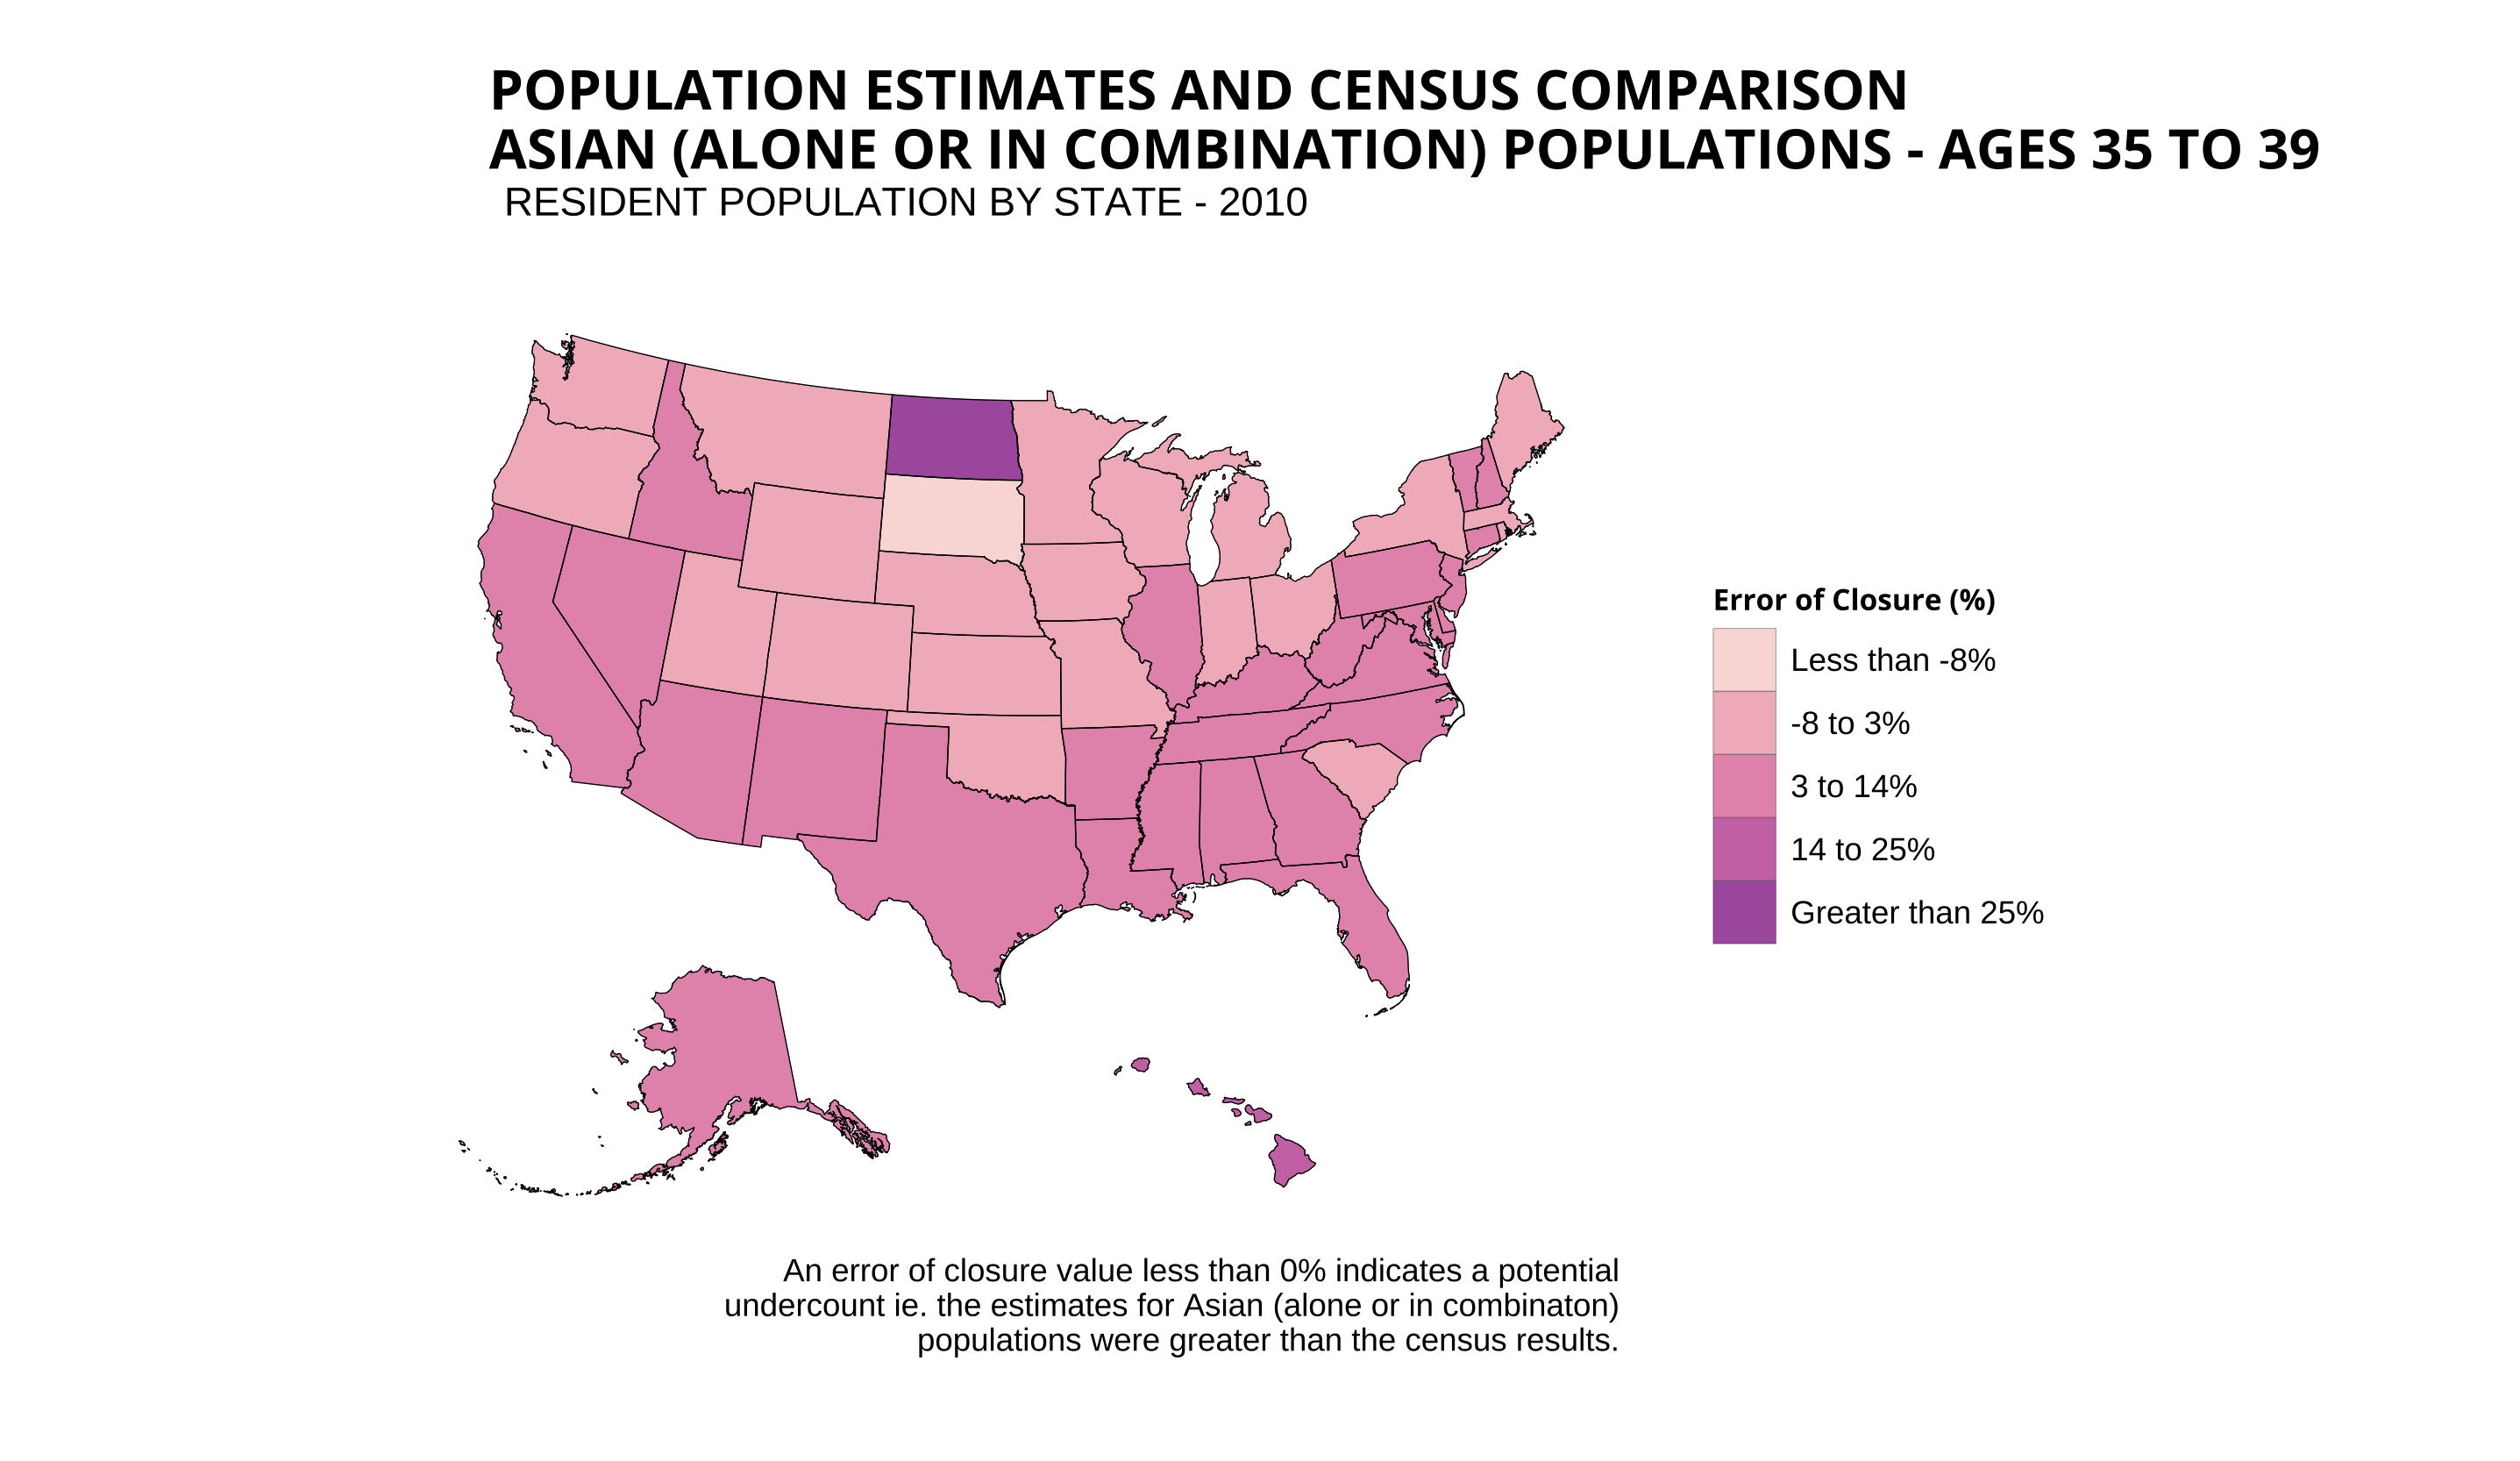 POPULATION ESTIMATES AND CENSUS COMPARISON
ASIAN (ALONE OR IN COMBINATION) POPULATIONS - AGES 35 TO 39
RESIDENT POPULATION BY STATE - 2010
Error of Closure (%)
Less than -8%
-8 to 3%
3 to 14%
14 to 25%
Greater than 25%
An error of closure value less than 0% indicates a potential
undercount ie. the estimates for Asian (alone or in combinaton)
populations were greater than the census results.